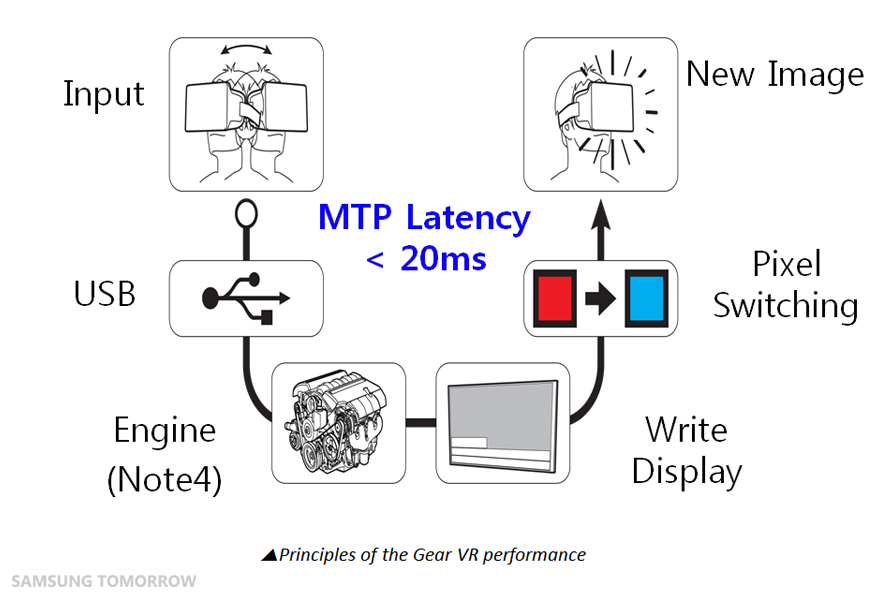 Input
New Image
MTP Latency
< 20ms
USB
Pixel
Switching
Engine
(Note4)
Write
Display
▲Principles of the Gear VR performance
SAMSUNG TOMORROW